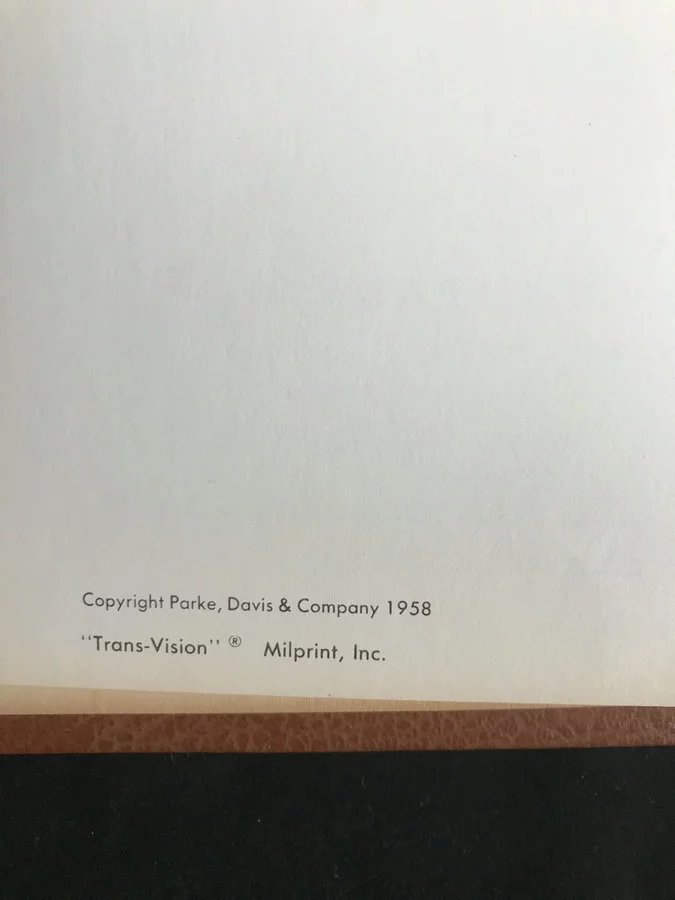 Copyright Parke, Davis & Company 1958
"Trans-Vision" ® Milprint, Inc.